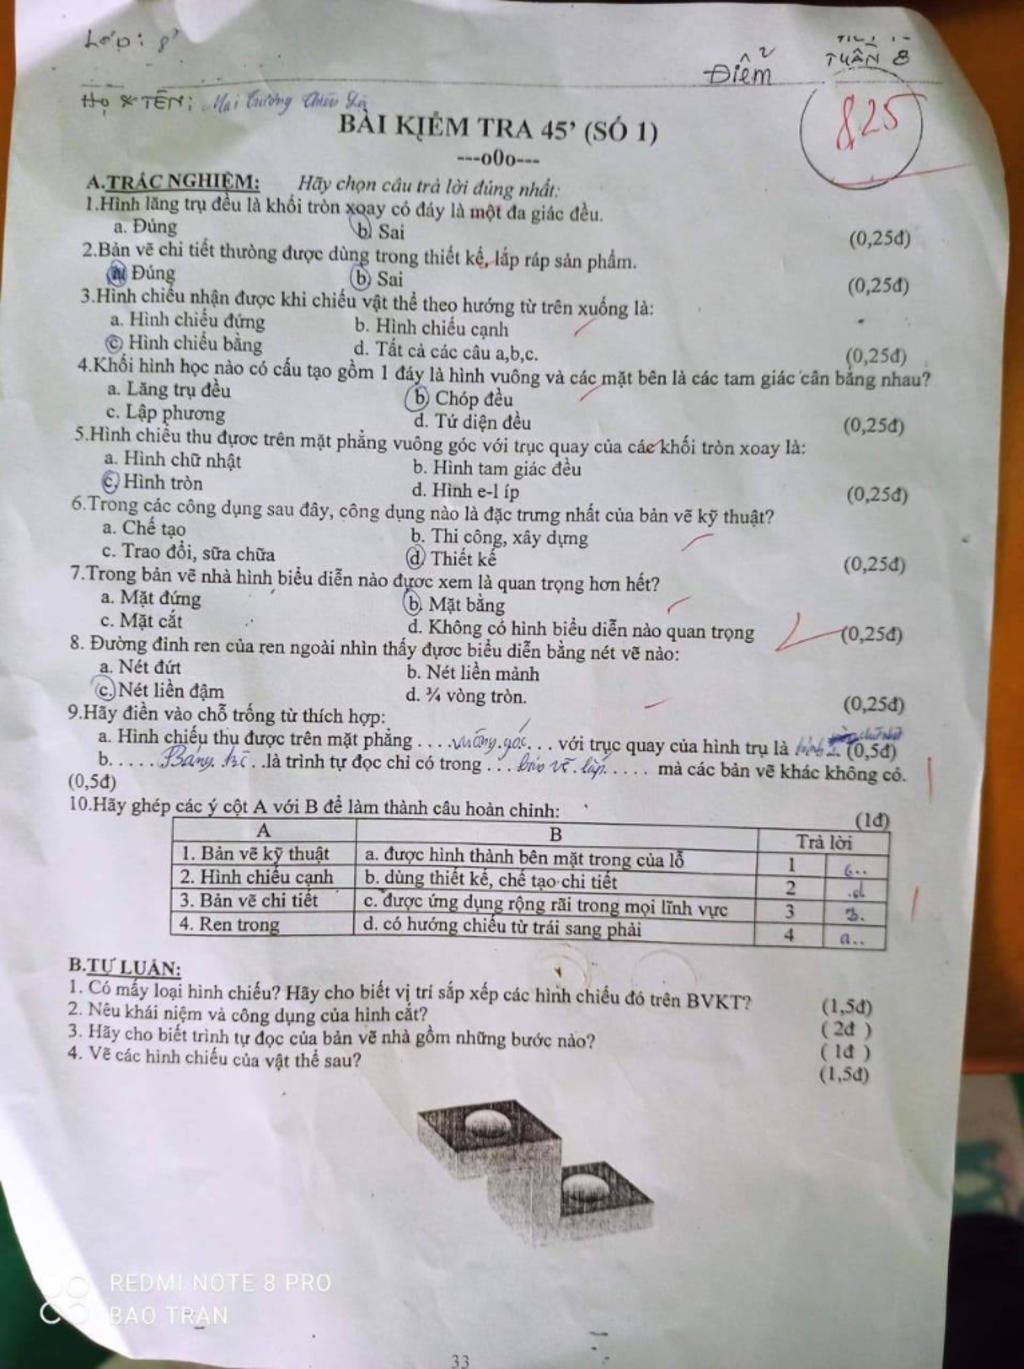 Lớp: 8
Điểm
TUẦN 8
Họ & TÊN: Mai Trương
8,25
BÀI KIỂM TRA 45' (SỐ 1)
---o0o---
A.TRẮC NGHIỆM: Hãy chọn câu trả lời đúng nhất:
1.Hình lăng trụ đều là khối tròn xoay có đáy là một đa giác đều.
a. Đúng b. Sai (0,25đ)
2.Bản vẽ chi tiết thường được dùng trong thiết kế, lắp ráp sản phẩm.
a. Đúng b. Sai (0,25đ)
3.Hình chiếu nhận được khi chiếu vật thể theo hướng từ trên xuống là:
a. Hình chiếu đứng b. Hình chiếu cạnh
c. Hình chiếu bằng d. Tất cả các câu a,b,c. (0,25đ)
4.Khối hình học nào có cấu tạo gồm 1 đáy là hình vuông và các mặt bên là các tam giác cân bằng nhau?
a. Lăng trụ đều b. Chóp đều
c. Lập phương d. Tứ diện đều (0,25đ)
5.Hình chiếu thu đựơc trên mặt phẳng vuông góc với trục quay của các khối tròn xoay là:
a. Hình chữ nhật b. Hình tam giác đều
c. Hình tròn d. Hình e-l íp (0,25đ)
6.Trong các công dụng sau đây, công dụng nào là đặc trưng nhất của bản vẽ kỹ thuật?
a. Chế tạo b. Thi công, xây dựng
c. Trao đổi, sữa chữa d. Thiết kế (0,25đ)
7.Trong bản vẽ nhà hình biểu diễn nào được xem là quan trọng hơn hết?
a. Mặt đứng b. Mặt bằng
c. Mặt cắt d. Không có hình biểu diễn nào quan trọng (0,25đ)
8. Đường đỉnh ren của ren ngoài nhìn thấy được biểu diễn bằng nét vẽ nào:
a. Nét đứt b. Nét liền mảnh
c. Nét liền đậm d. ¾ vòng tròn. (0,25đ)
9.Hãy điền vào chỗ trống từ thích hợp:
a. Hình chiếu thu được trên mặt phẳng . . . .vuông góc. . . với trục quay của hình trụ là hình chữ nhật (0,5đ)
b. . . . . Bảng kê . .là trình tự đọc chỉ có trong . . . bản vẽ lắp. . . . . mà các bản vẽ khác không có.
(0,5đ)
10.Hãy ghép các ý cột A với B để làm thành câu hoàn chỉnh: (1đ)
A B Trả lời
1. Bản vẽ kỹ thuật a. được hình thành bên mặt trong của lỗ 1 c..
2. Hình chiếu cạnh b. dùng thiết kế, chế tạo chi tiết 2 .d
3. Bản vẽ chi tiết c. được ứng dụng rộng rãi trong mọi lĩnh vực 3 b.
4. Ren trong d. có hướng chiếu từ trái sang phải 4 a..
B.TỰ LUẬN:
1. Có mấy loại hình chiếu? Hãy cho biết vị trí sắp xếp các hình chiếu đó trên BVKT? (1,5đ)
2. Nêu khái niệm và công dụng của hình cắt? ( 2đ )
3. Hãy cho biết trình tự đọc của bản vẽ nhà gồm những bước nào? ( 1đ )
4. Vẽ các hình chiếu của vật thể sau? (1,5đ)
REDMI NOTE 8 PRO
BAO TRAN
33